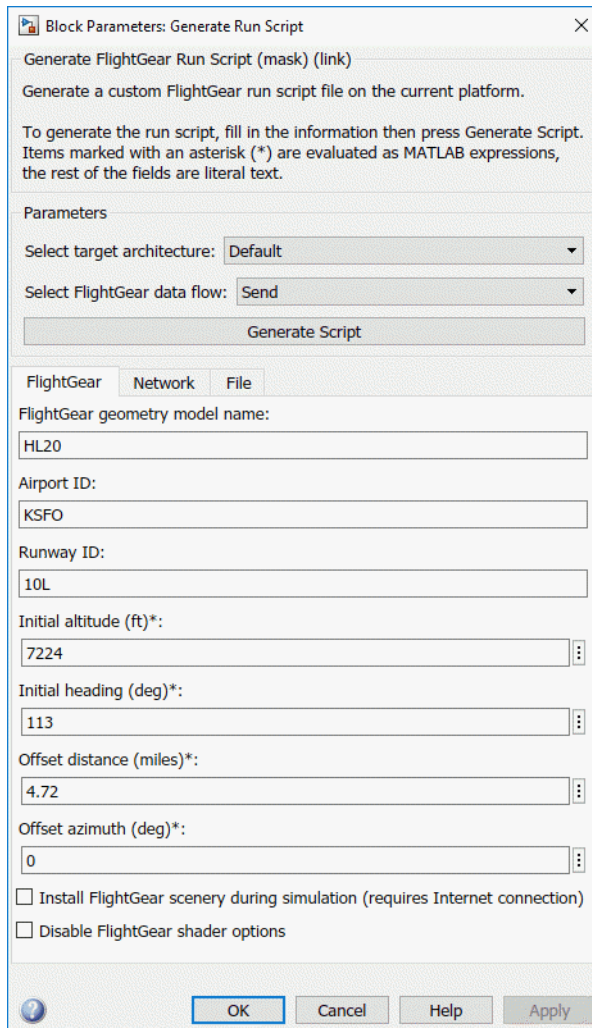 Block Parameters: Generate Run Script
Generate FlightGear Run Script (mask) (link)
Generate a custom FlightGear run script file on the current platform.
To generate the run script, fill in the information then press Generate Script.
Items marked with an asterisk (*) are evaluated as MATLAB expressions,
the rest of the fields are literal text.
Parameters
Select target architecture: Default
Select FlightGear data flow: Send
Generate Script
FlightGear Network File
FlightGear geometry model name:
HL20
Airport ID:
KSFO
Runway ID:
10L
Initial altitude (ft)*:
7224
Initial heading (deg)*:
113
Offset distance (miles)*:
4.72
Offset azimuth (deg)*:
0
Install FlightGear scenery during simulation (requires Internet connection)
Disable FlightGear shader options
OK Cancel Help Apply